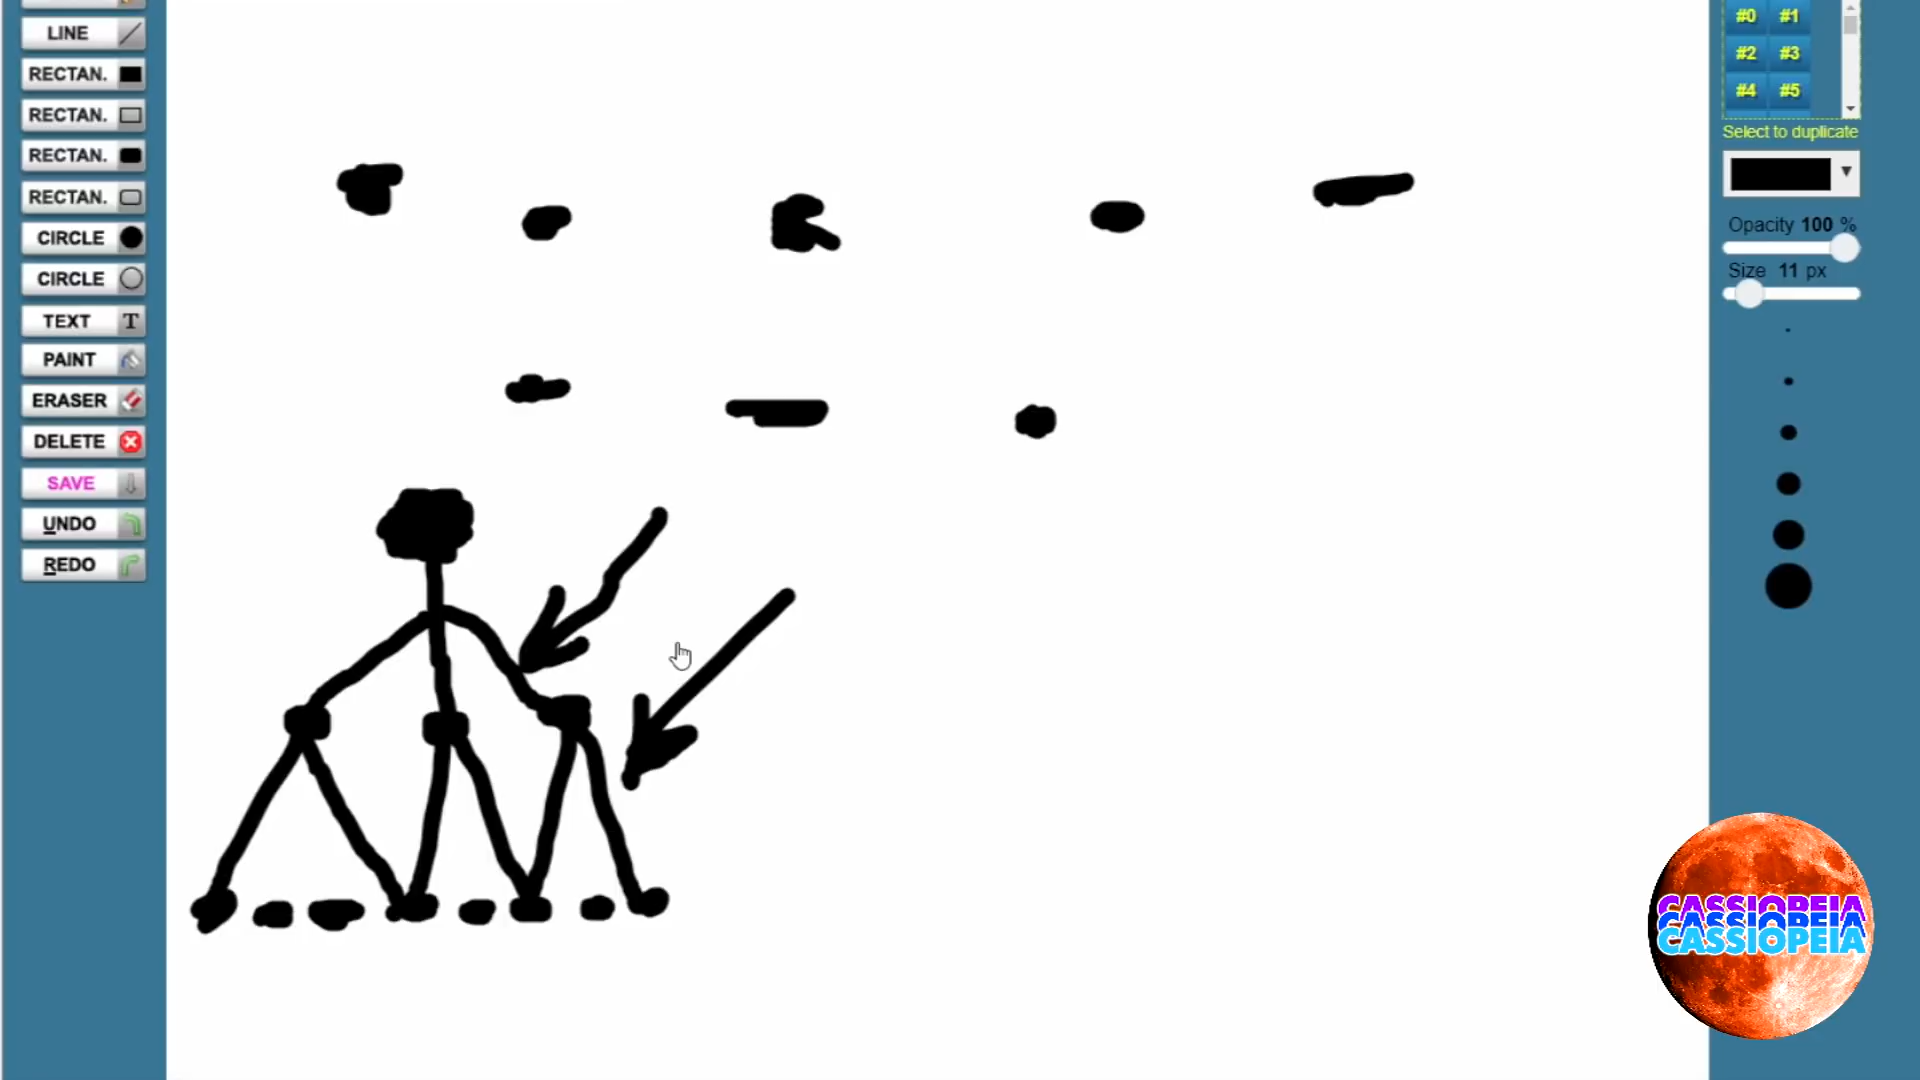 LINE
RECTAN.
RECTAN.
RECTAN.
RECTAN.
CIRCLE
CIRCLE
TEXT T
PAINT
ERASER
DELETE
SAVE
UNDO
REDO
#0 #1
#2 #3
#4 #5
Select to duplicate
Opacity 100 %
Size 11 px
CASSIOPEIA
CASSIOPEIA
CASSIOPEIA